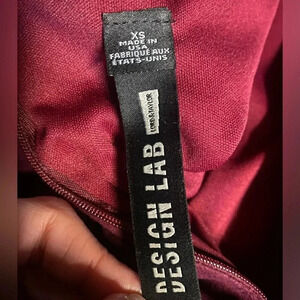 XS
MADE IN
USA
FABRIQUÉ AUX
ÉTATS-UNIS
LORD & TAYLOR
DESIGN LAB